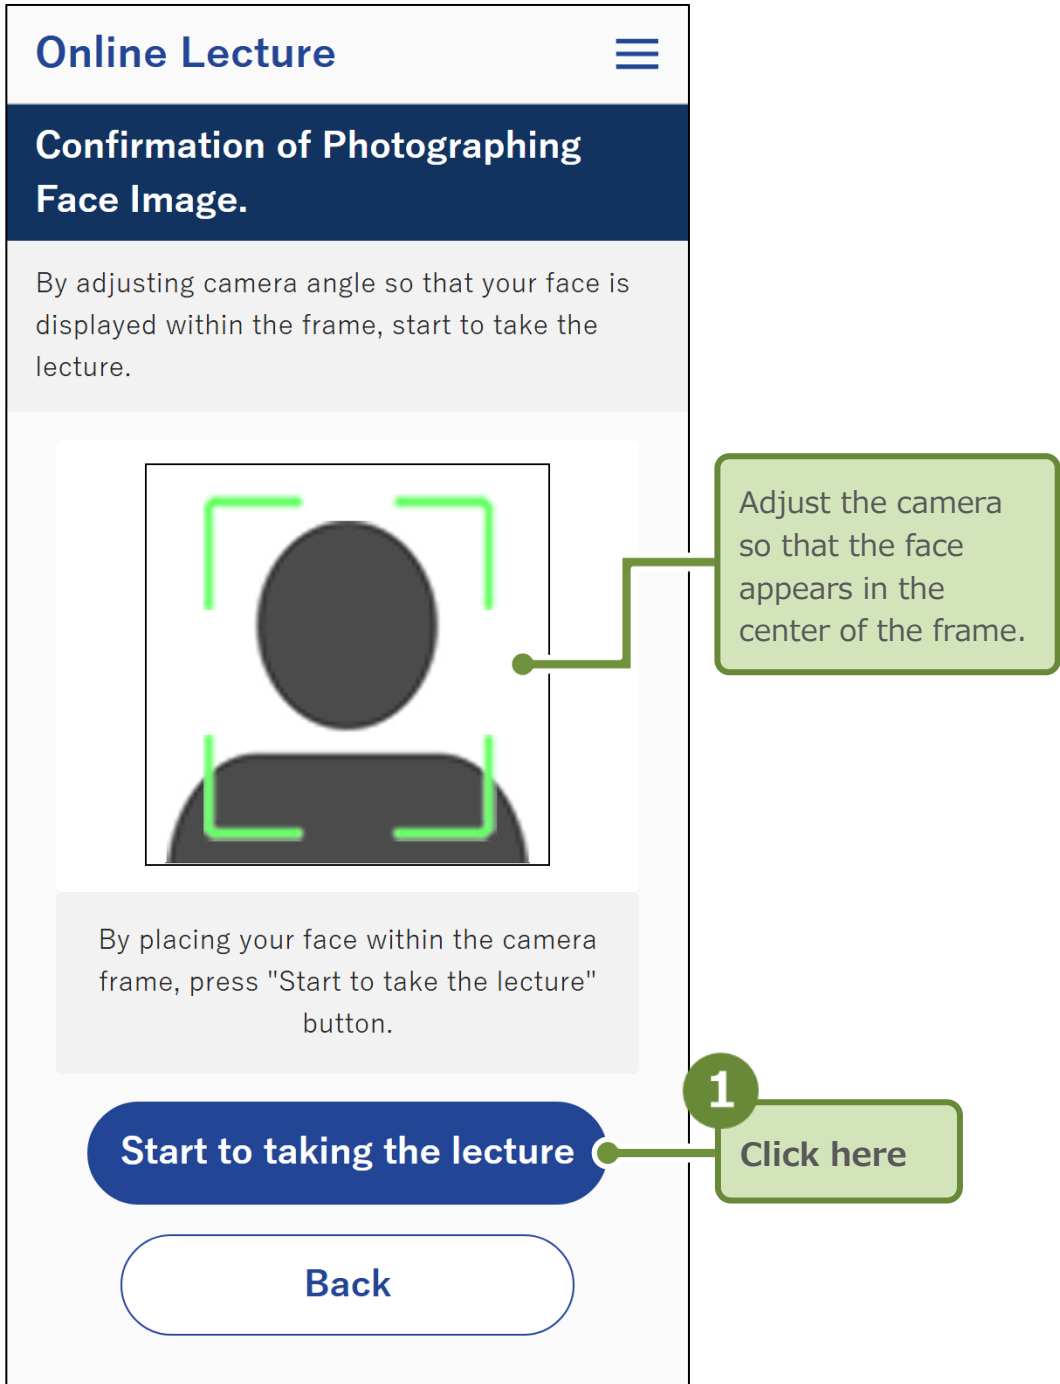 Online Lecture
Confirmation of Photographing
Face Image.
By adjusting camera angle so that your face is
displayed within the frame, start to take the
lecture.
Adjust the camera
so that the face
appears in the
center of the frame.
By placing your face within the camera
frame, press "Start to take the lecture"
button.
Start to taking the lecture
1
Click here
Back